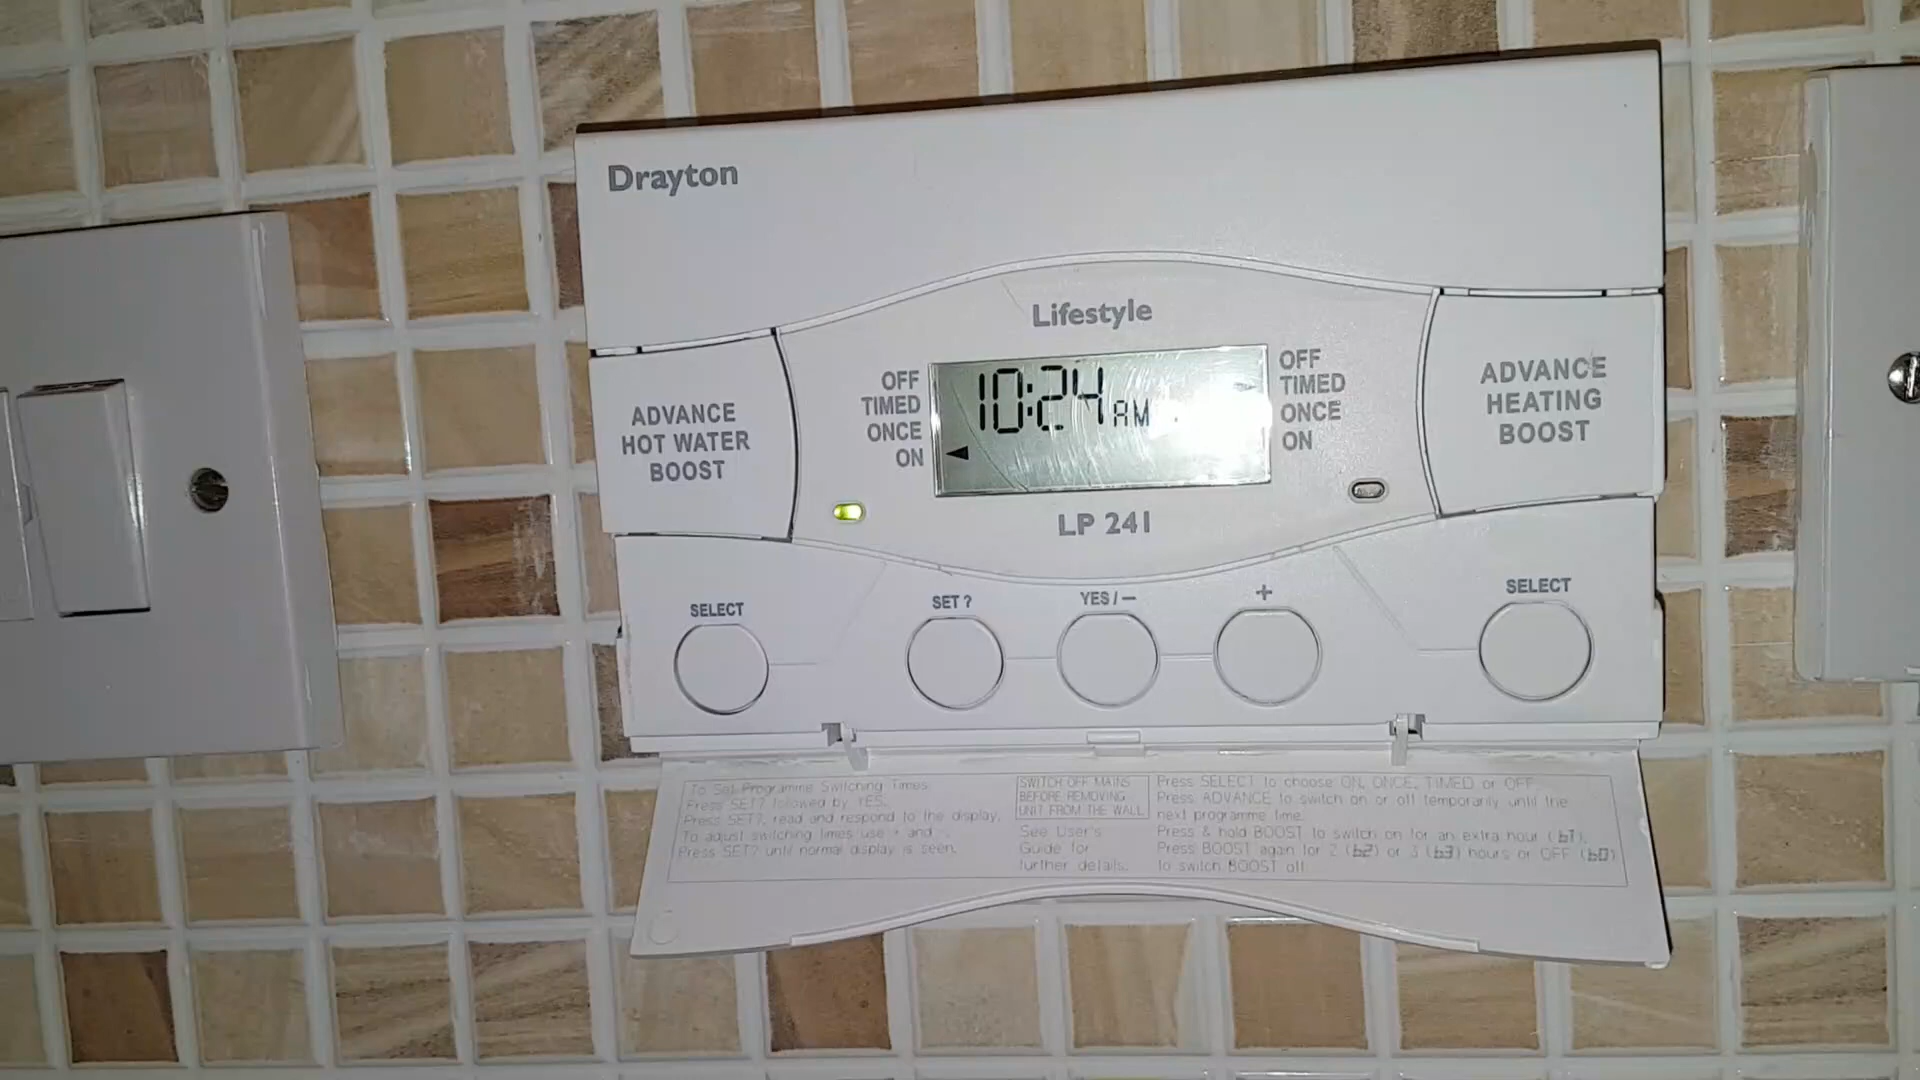 Drayton
Lifestyle
OFF
TIMED
ONCE
ON
10:24AM
OFF
TIMED
ONCE
ON
ADVANCE
HOT WATER
BOOST
ADVANCE
HEATING
BOOST
LP 241
SELECT
SET ?
YES / –
+
SELECT
To Set Programme Switching Times
Press SET? followed by YES.
Press SET?, read and respond to the display,
To adjust switching times use + and -.
Press SET? until normal display is seen.
SWITCH OFF MAINS
BEFORE REMOVING
UNIT FROM THE WALL
See User's
Guide for
further details.
Press SELECT to choose ON, ONCE, TIMED or OFF
Press ADVANCE to switch on or off temporarily until the
next programme time.
Press & hold BOOST to switch on for an extra hour (b1),
Press BOOST again for 2 (b2) or 3 (b3) hours or OFF (b0)
to switch BOOST off